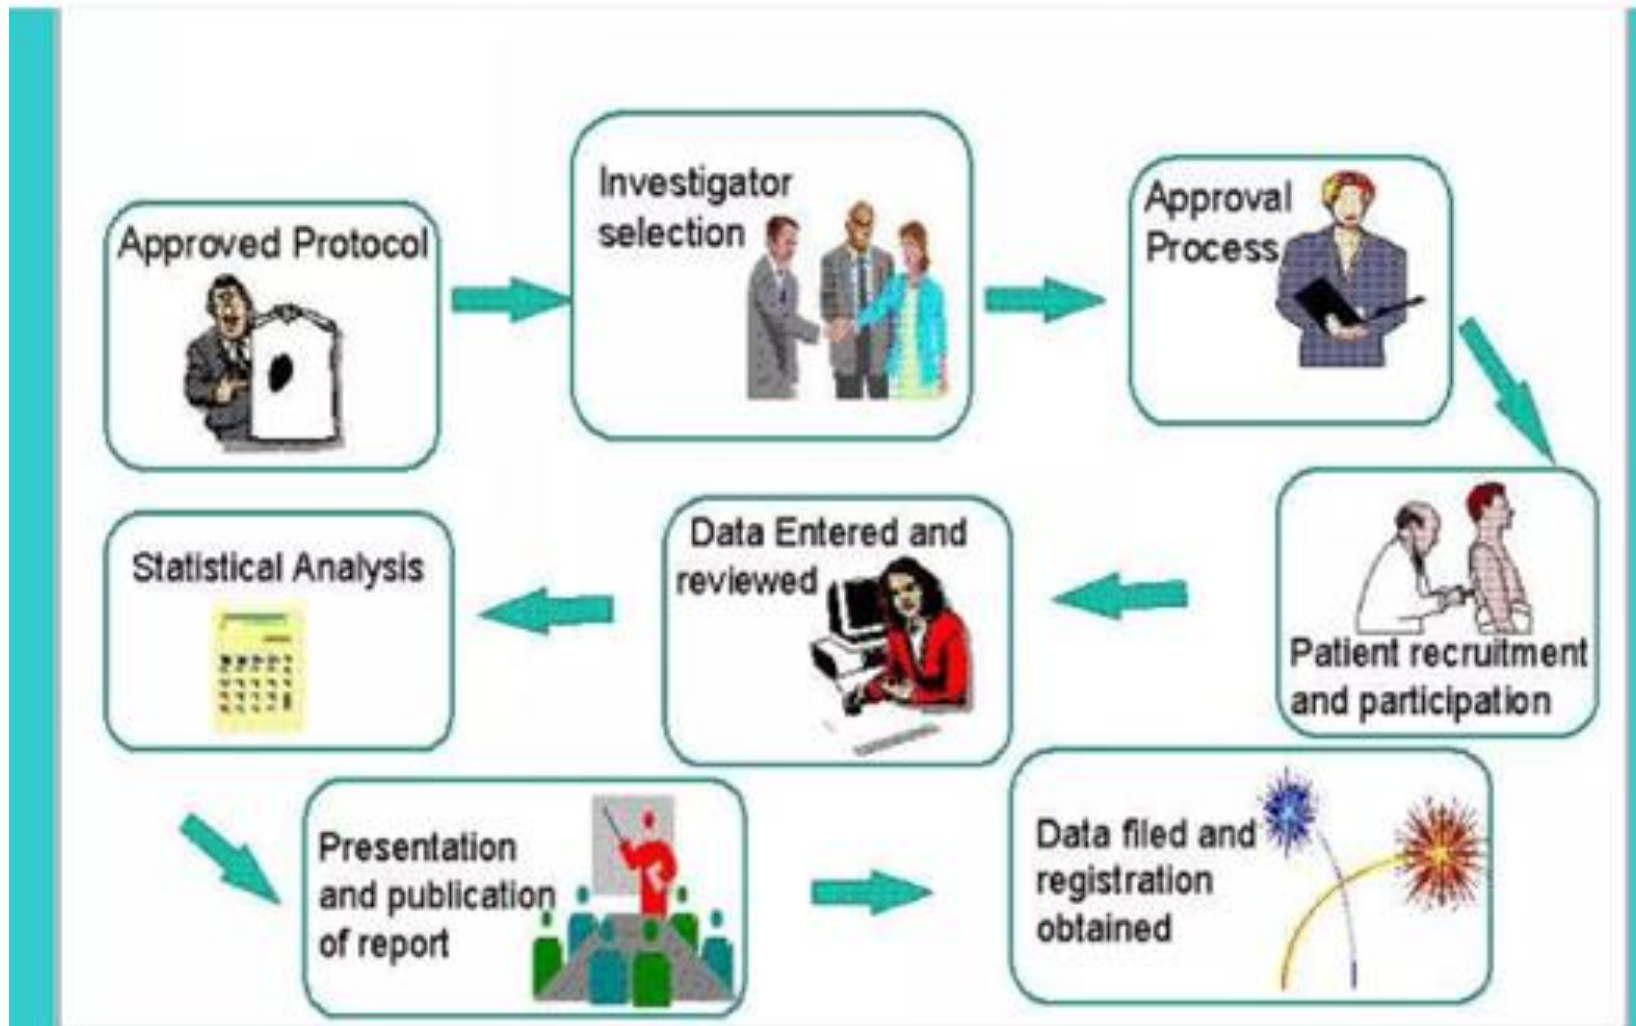 Approved Protocol
Investigator
selection
Approval
Process
Patient recruitment
and participation
Data Entered and
reviewed
Statistical Analysis
Presentation
and publication
of report
Data filed and
registration
obtained